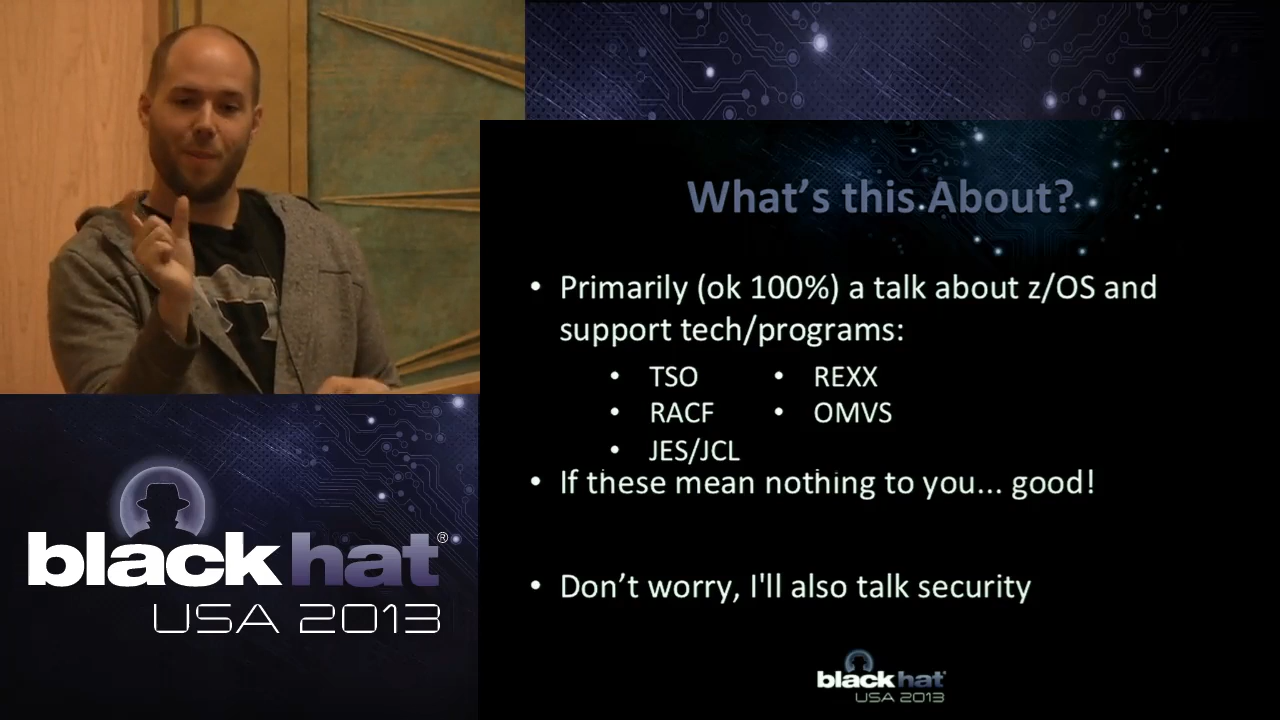 What's this About?
• Primarily (ok 100%) a talk about z/OS and
support tech/programs:
• TSO
• RACF
• JES/JCL
• REXX
• OMVS
• If these mean nothing to you... good!
• Don't worry, I'll also talk security
black hat®
USA 2013
black hat
USA 2013